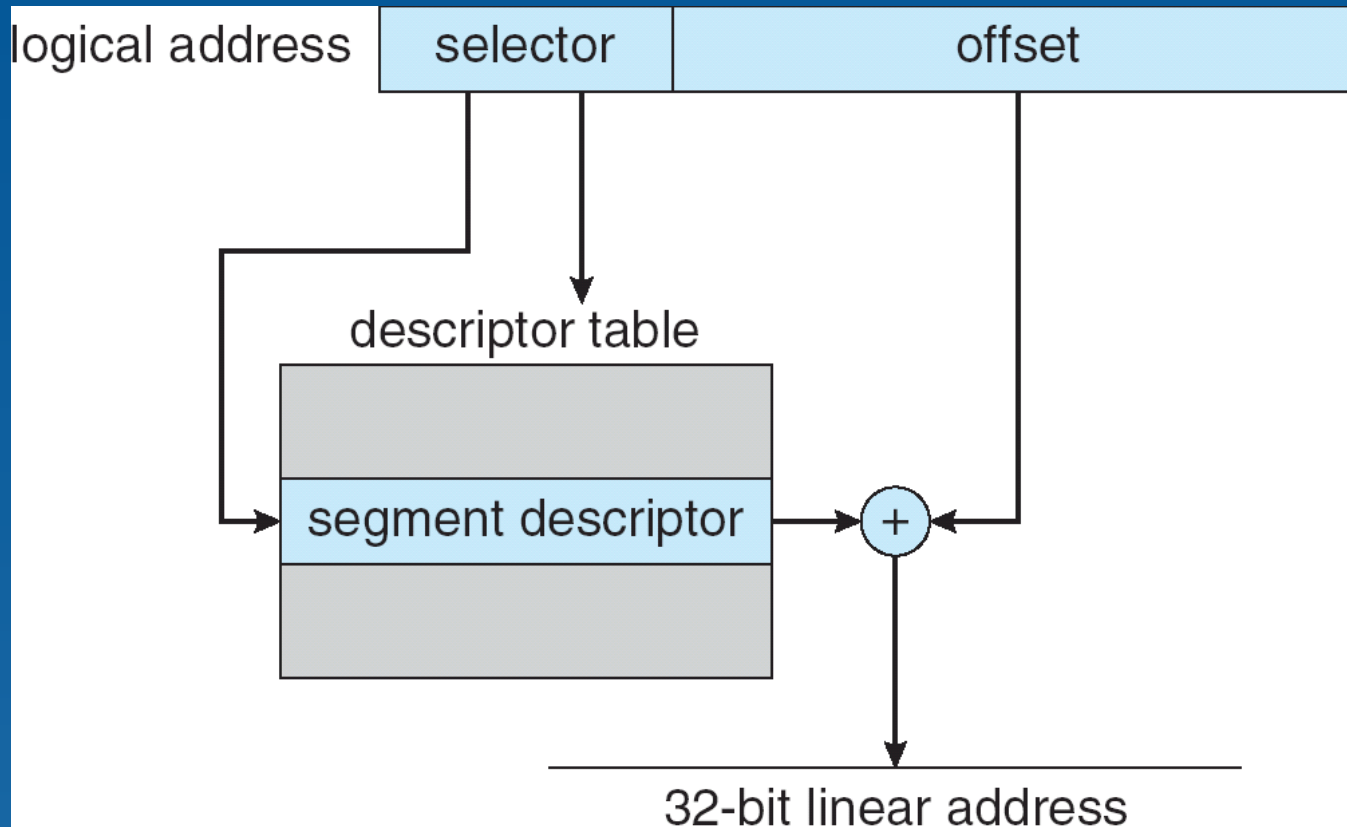 logical address
selector
offset
descriptor table
segment descriptor
+
32-bit linear address